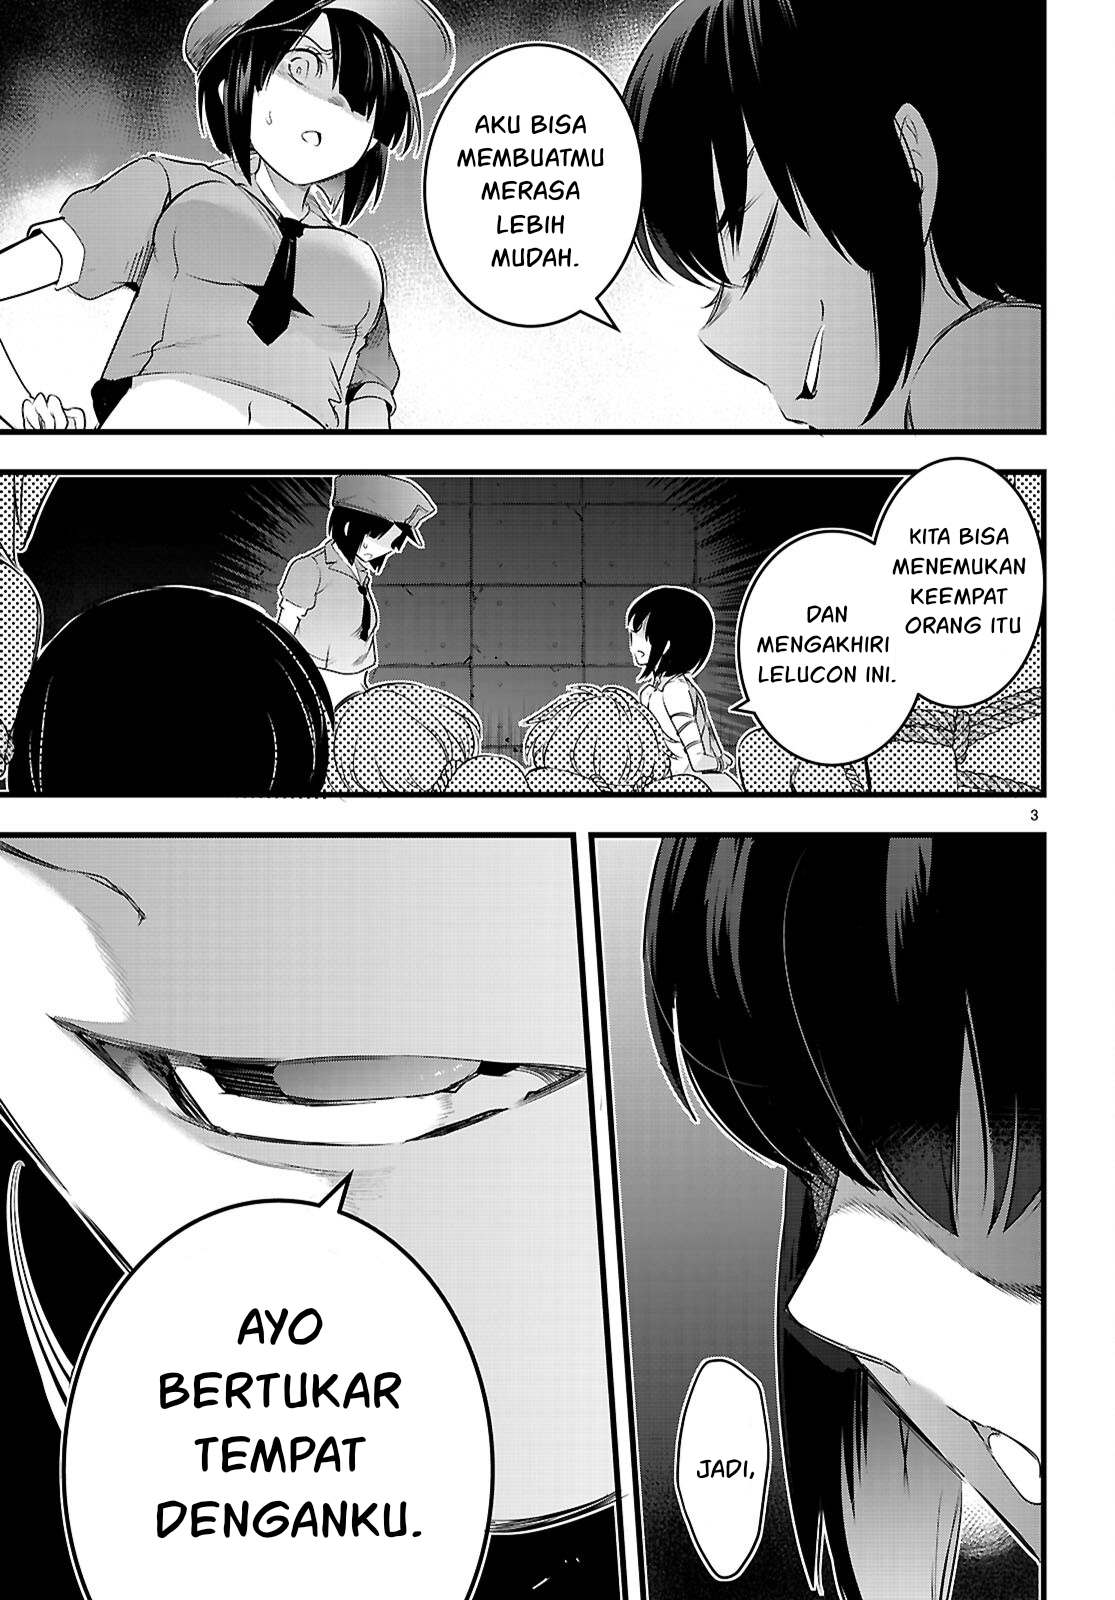 AKU BISA
MEMBUATMU
MERASA
LEBIH
MUDAH.
KITA BISA
MENEMUKAN
KEEMPAT
ORANG ITU
DAN
MENGAKHIRI
LELUCON INI.
3
JADI,
AYO
BERTUKAR
TEMPAT
DENGANKU.